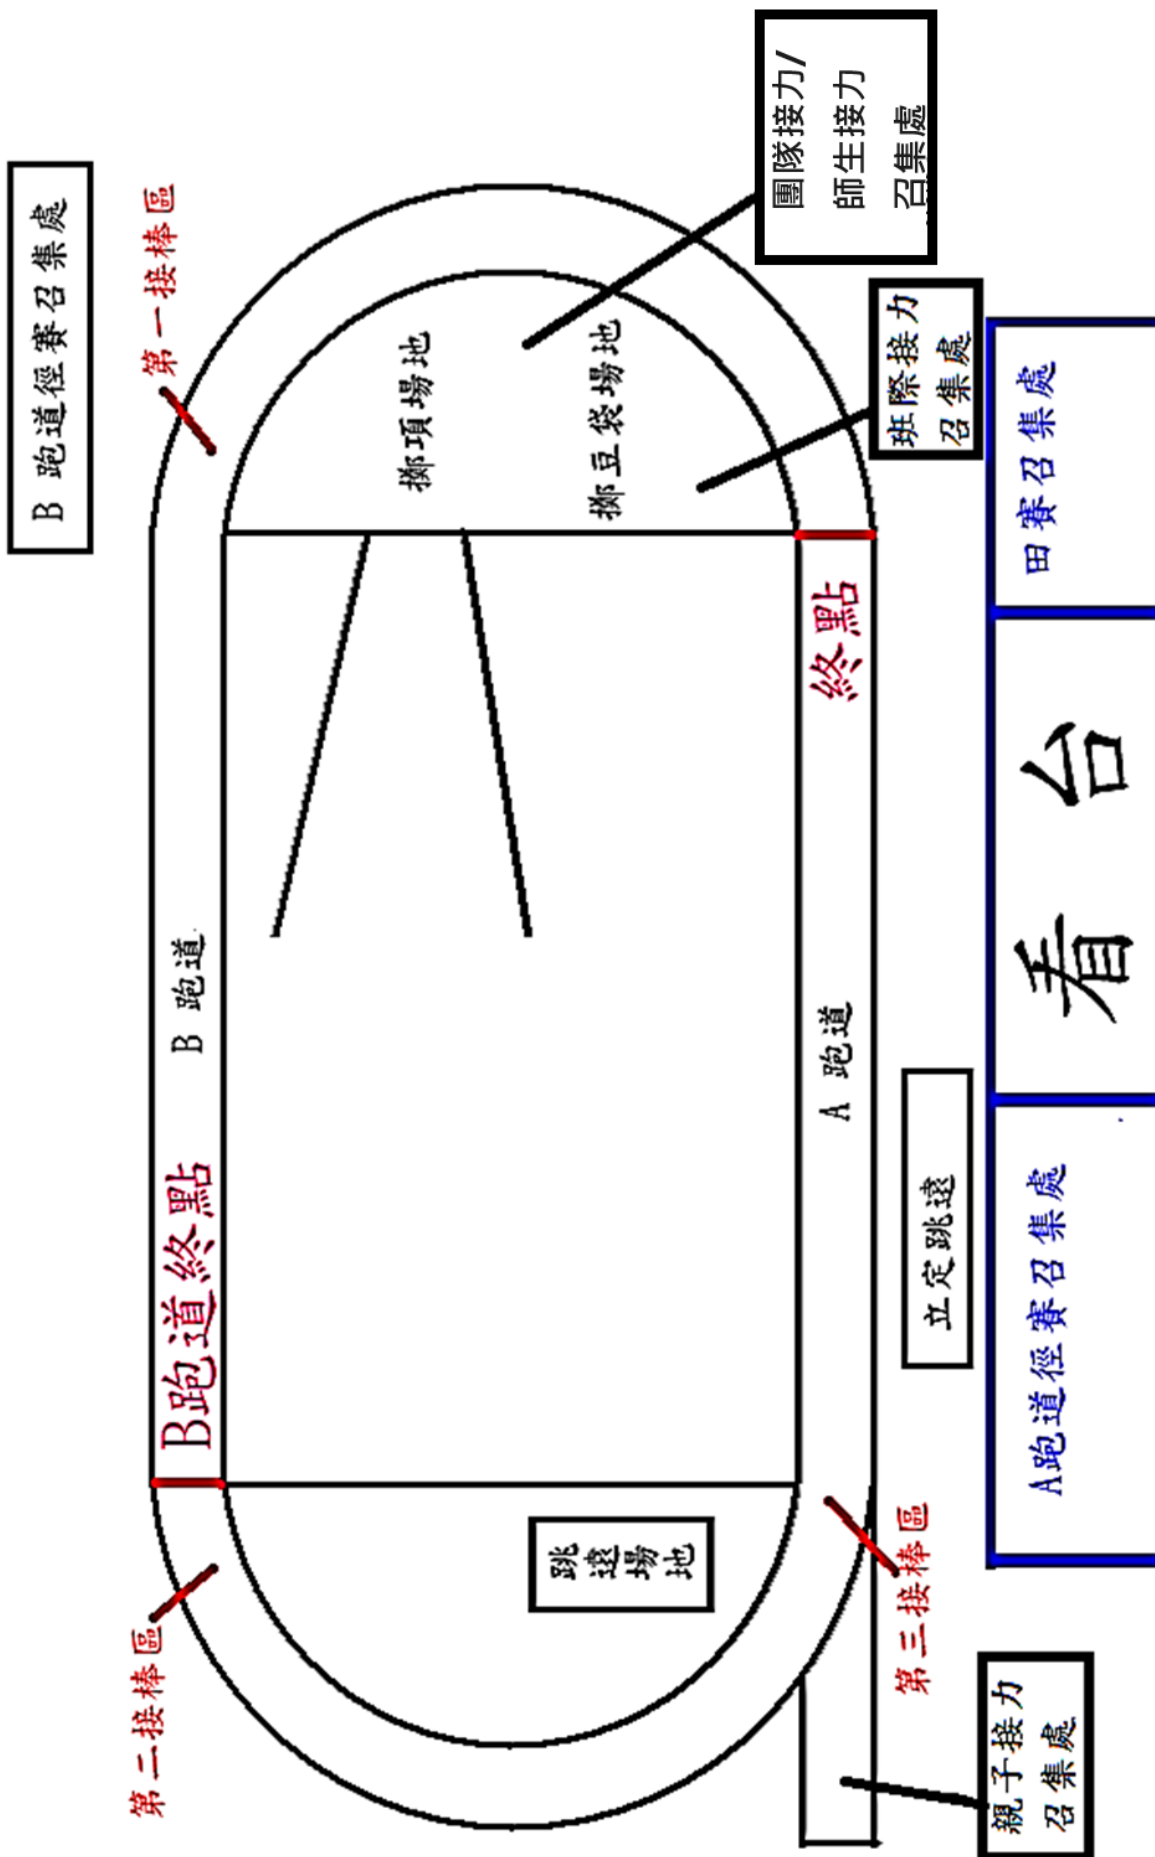 B 跑道徑賽召集處
第一接棒區
團隊接力/
師生接力
召集處
擲項場地
擲豆袋場地
班際接力
召集處
田賽召集處
終點
B 跑道
A 跑道
看台
B跑道終點
立定跳遠
A跑道徑賽召集處
跳遠場地
第二接棒區
第三接棒區
親子接力
召集處